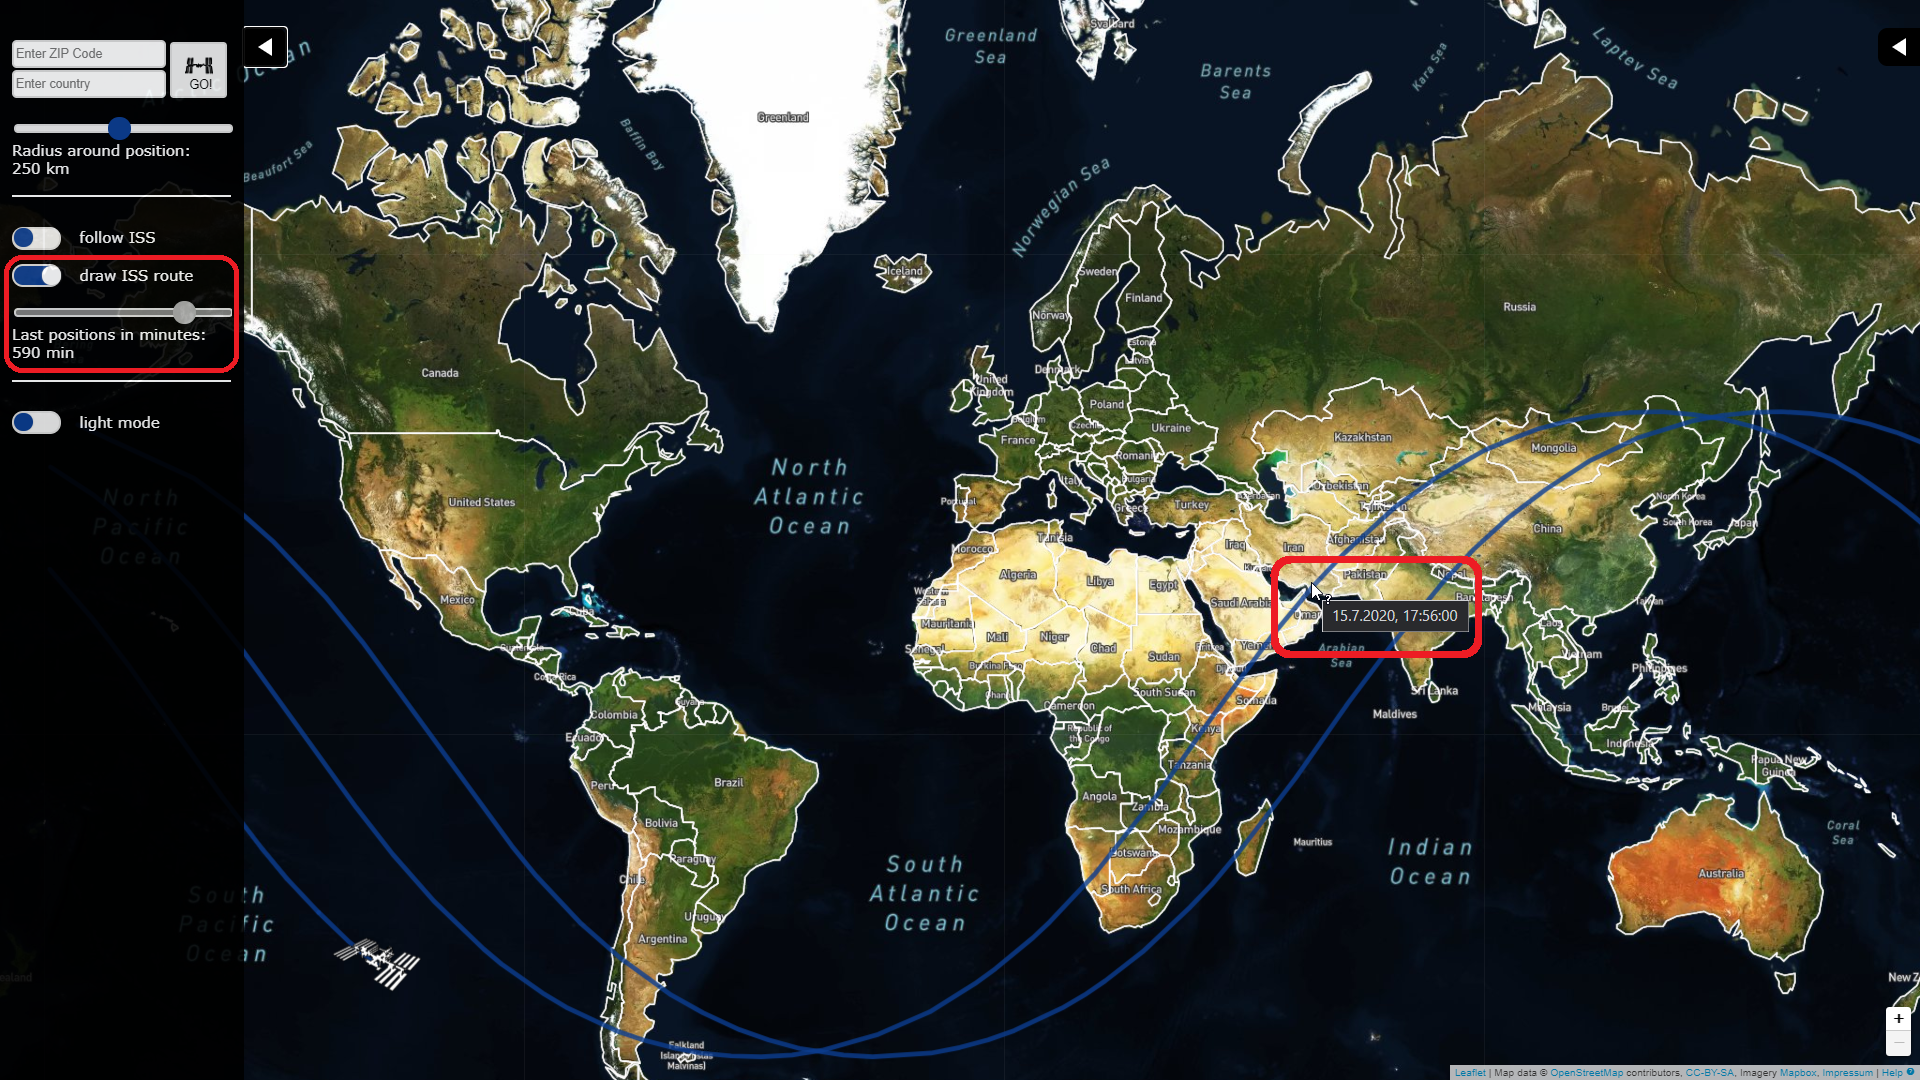 Enter ZIP Code
Enter country
GO!
Radius around position:
250 km
follow ISS
draw ISS route
Last positions in minutes:
590 min
light mode
Greenland
Sea
Svalbard
Barents
Sea
Kara Sea
Laptev Sea
Beaufort Sea
Baffin Bay
Greenland
Norwegian Sea
Iceland
Sweden
Finland
Norway
Russia
Estonia
Latvia
Denmark
United
Kingdom
Belgium
Poland
Czechia
Ukraine
France
Romania
Italy
Bulgaria
Portugal
Greece
Turkey
Azerbaijan
Kazakhstan
Uzbekistan
Tajikistan
Mongolia
North Korea
South Korea
Japan
China
Canada
United States
Mexico
Cuba
Guatemala
Costa Rica
North
Atlantic
Ocean
North
Pacific
Ocean
Morocco
Tunisia
Algeria
Libya
Egypt
Iraq
Iran
Afghanistan
Pakistan
Nepal
Bangladesh
Saudi Arabia
Oman
15.7.2020, 17:56:00
Arabian
Sea
Yemen
Western
Sahara
Mauritania
Mali
Niger
Chad
Sudan
Eritrea
Djibouti
Senegal
Burkina Faso
Ghana
South Sudan
Cameroon
Somalia
Republic of
the Congo
Kenya
Tanzania
Angola
Zambia
Mozambique
Botswana
South Africa
Mauritius
Maldives
Sri Lanka
Taiwan
Laos
Vietnam
Philippines
Malaysia
Brunei
Indonesia
Papua New
Guinea
Australia
Coral
Sea
Indian
Ocean
Colombia
Guyana
Ecuador
Peru
Brazil
Bolivia
Paraguay
Chile
Uruguay
Argentina
Falkland
Islands (Islas
Malvinas)
South
Atlantic
Ocean
South
Pacific
Ocean
New Z
ealand
+
−
Leaflet | Map data © OpenStreetMap contributors, CC-BY-SA, Imagery Mapbox, Impressum | Help ?